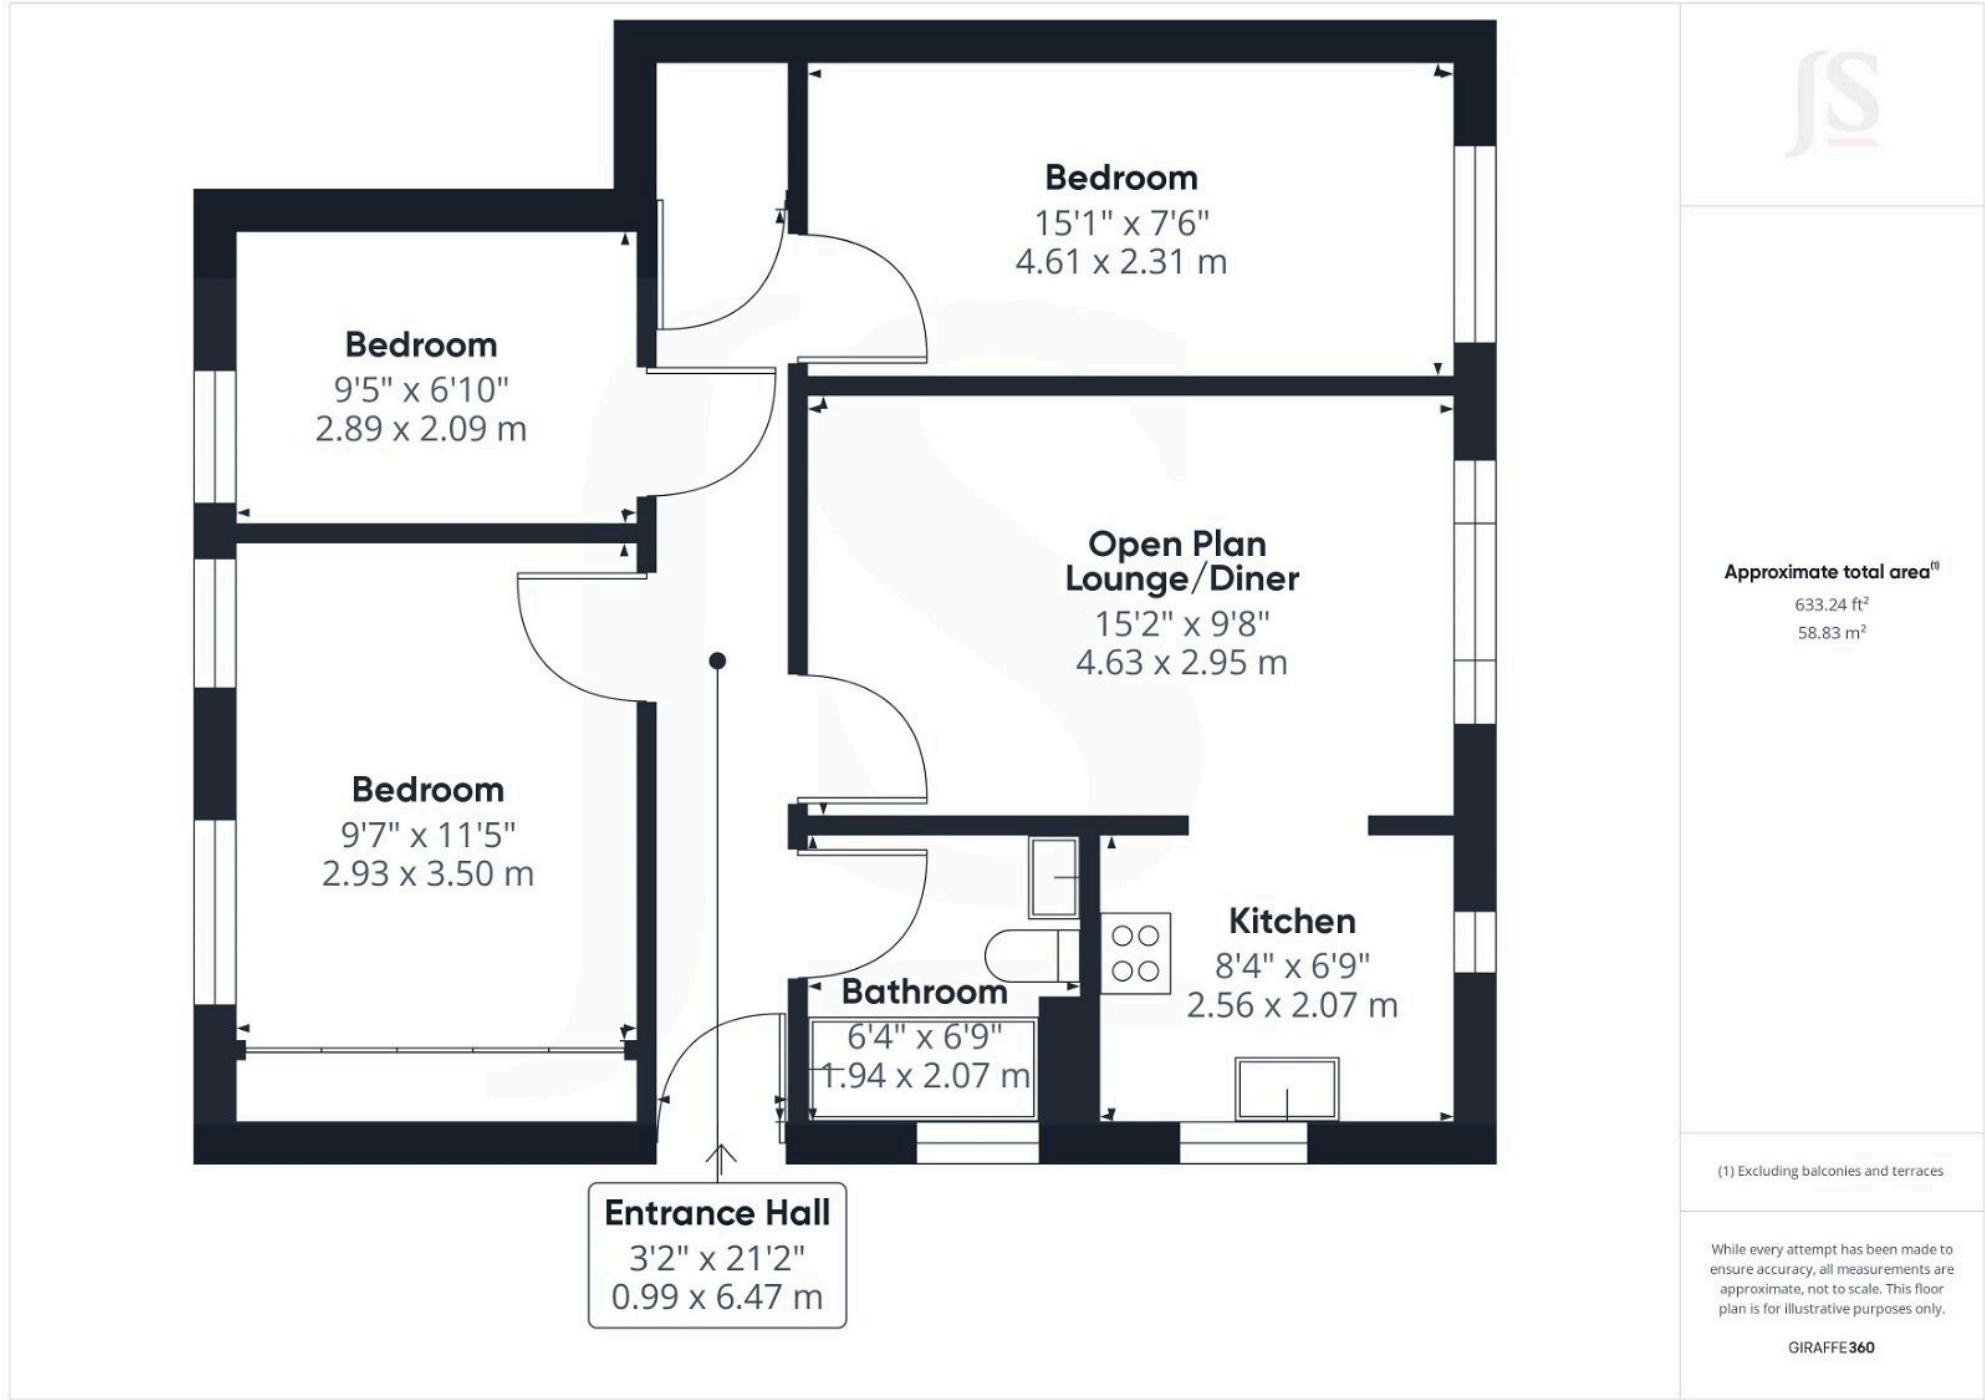 Bedroom
15'1" x 7'6"
4.61 x 2.31 m
Bedroom
9'5" x 6'10"
2.89 x 2.09 m
Open Plan
Lounge/Diner
15'2" x 9'8"
4.63 x 2.95 m
Bedroom
9'7" x 11'5"
2.93 x 3.50 m
Kitchen
8'4" x 6'9"
2.56 x 2.07 m
Bathroom
6'4" x 6'9"
1.94 x 2.07 m
Entrance Hall
3'2" x 21'2"
0.99 x 6.47 m
JS
Approximate total area(1)
633.24 ft²
58.83 m²
(1) Excluding balconies and terraces
While every attempt has been made to
ensure accuracy, all measurements are
approximate, not to scale. This floor
plan is for illustrative purposes only.
GIRAFFE360